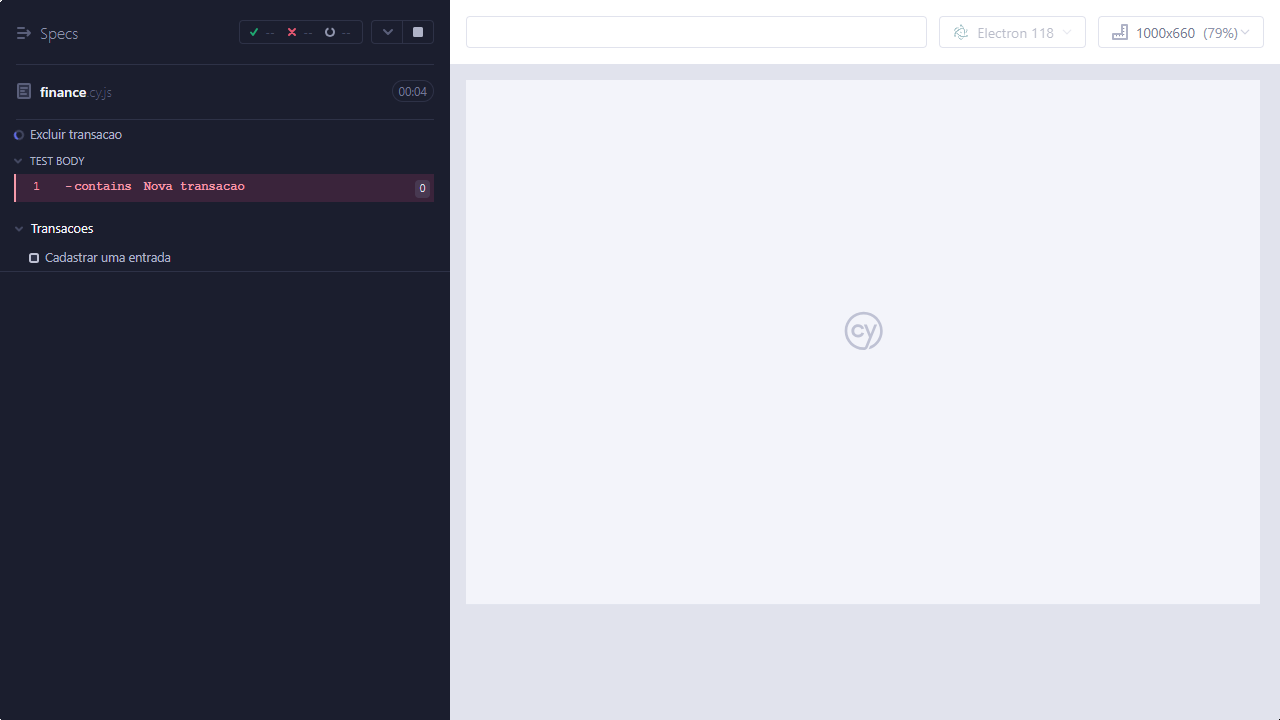 Specs
-- -- --
finance.cy.js
00:04
Excluir transacao
TEST BODY
1 -contains Nova transacao 0
Transacoes
Cadastrar uma entrada
Electron 118
1000x660 (79%)
cy